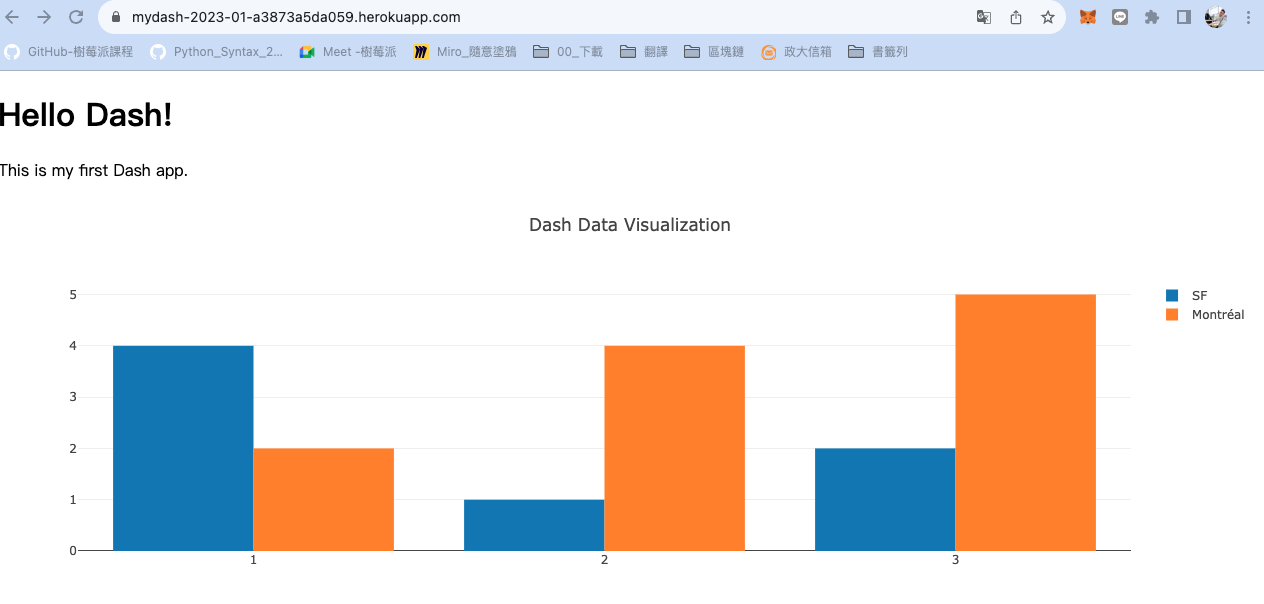 mydash-2023-01-a3873a5da059.herokuapp.com
GitHub-樹莓派課程 Python_Syntax_2... Meet -樹莓派 Miro_隨意塗鴉 00_下載 翻譯 區塊鏈 政大信箱 書籤列
Hello Dash!
This is my first Dash app.
Dash Data Visualization
5
4
3
2
1
0
1 2 3
SF
Montréal